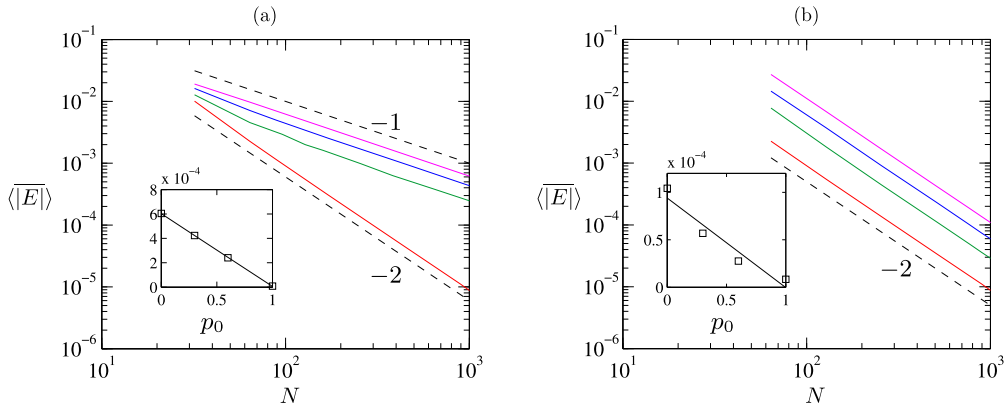 (a)
10^{-1}
10^{-2}
10^{-3}
10^{-4}
10^{-5}
10^{-6}
⟨\overline{|E|}⟩
−1
−2
8 × 10^{-4}
6
4
2
0
0 0.5 1
p_0
10^1 10^2 10^3
N
(b)
10^{-1}
10^{-2}
10^{-3}
10^{-4}
10^{-5}
10^{-6}
⟨\overline{|E|}⟩
−2
× 10^{-4}
1
0.5
0
0 0.5 1
p_0
10^1 10^2 10^3
N